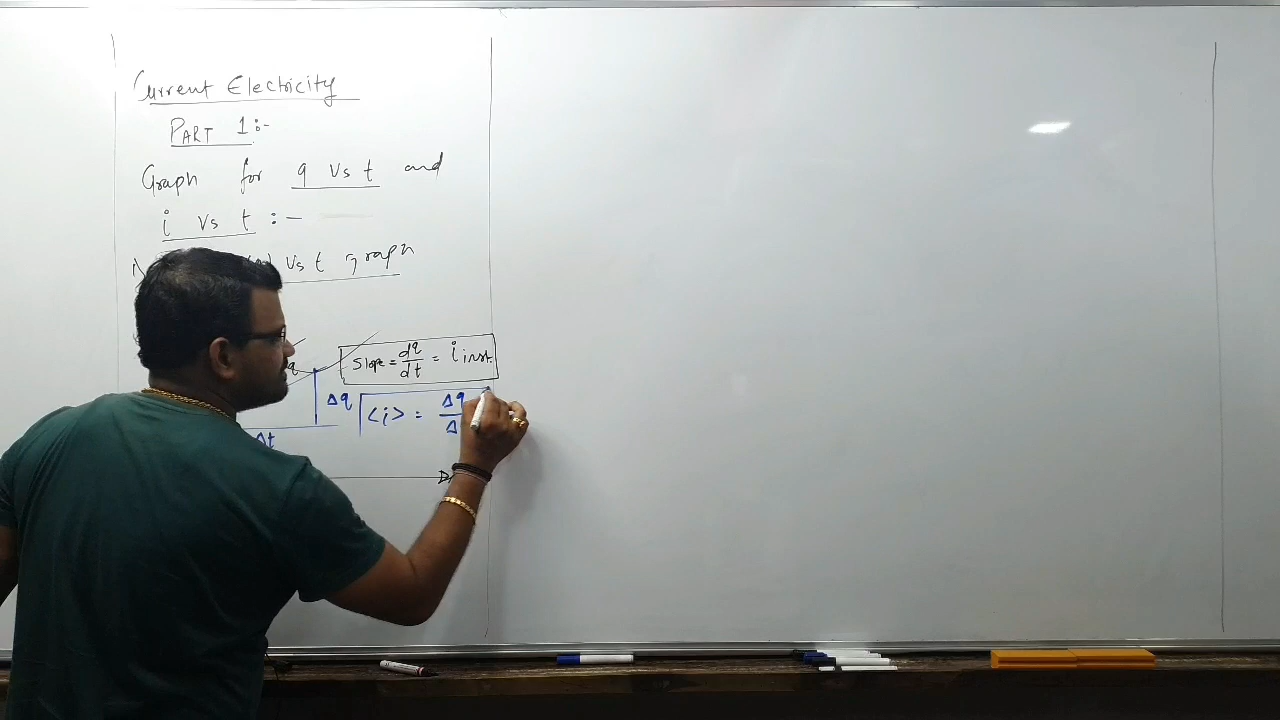 Current Electricity
PART 1:-
Graph for q Vs t and
i Vs t :-
Vs t graph
Slope = dq/dt = i inst.
Δq <i> = Δq/Δ
Δt